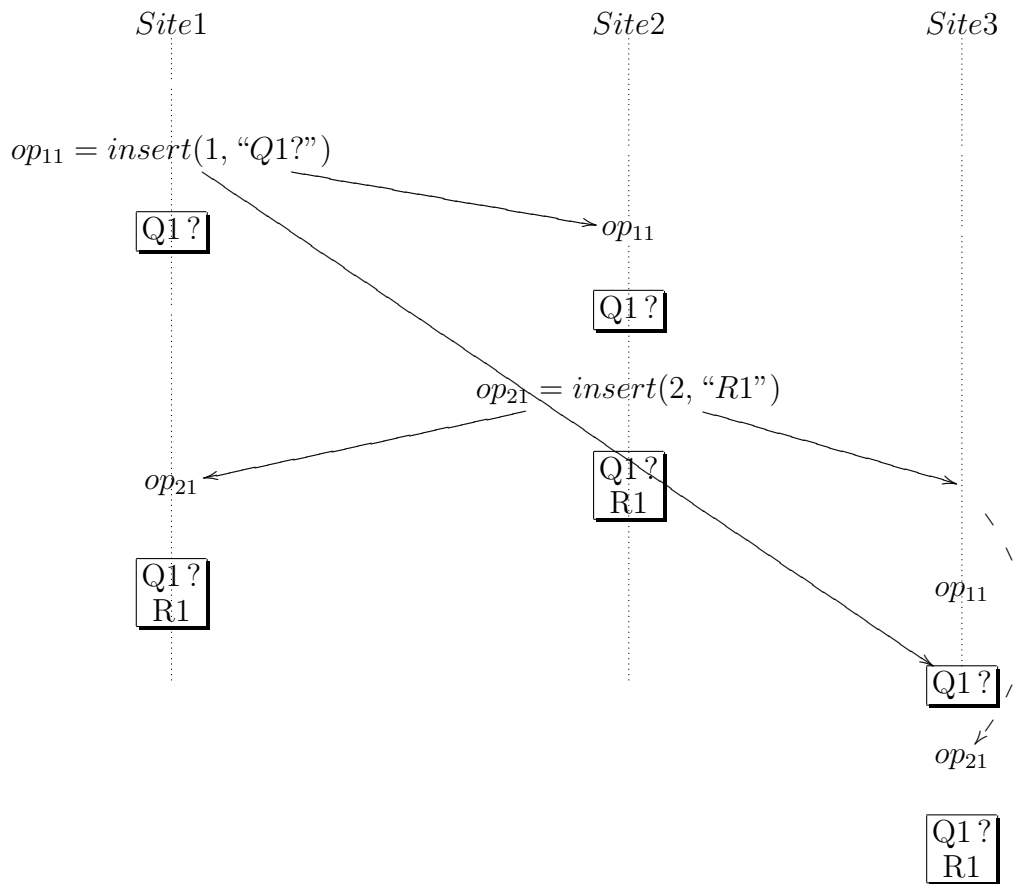 Site1 Site2 Site3
op₁₁ = insert(1, “Q1?”)
Q1 ?
op₁₁
Q1 ?
op₂₁ = insert(2, “R1”)
Q1 ?
R1
op₂₁
Q1 ?
R1
op₁₁
Q1 ?
op₂₁
Q1 ?
R1